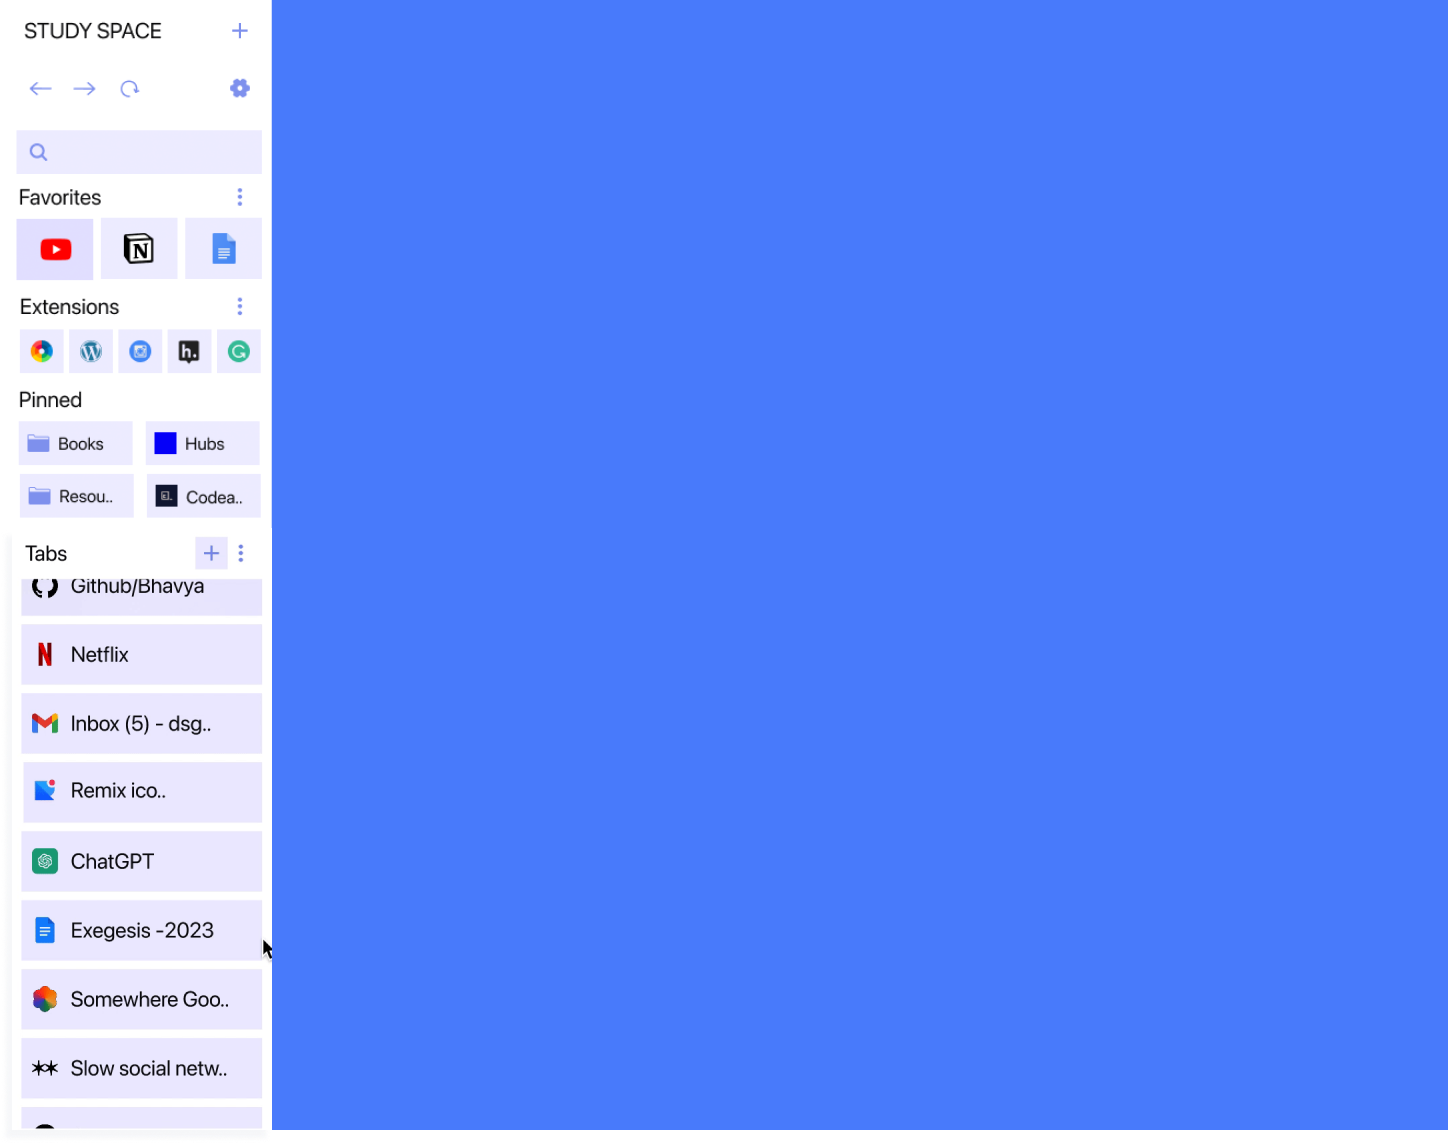 STUDY SPACE
Favorites
Extensions
h.
Pinned
Books
Hubs
Resou..
Codea..
Tabs
Github/Bhavya
Netflix
Inbox (5) - dsg..
Remix ico..
ChatGPT
Exegesis -2023
Somewhere Goo..
Slow social netw..